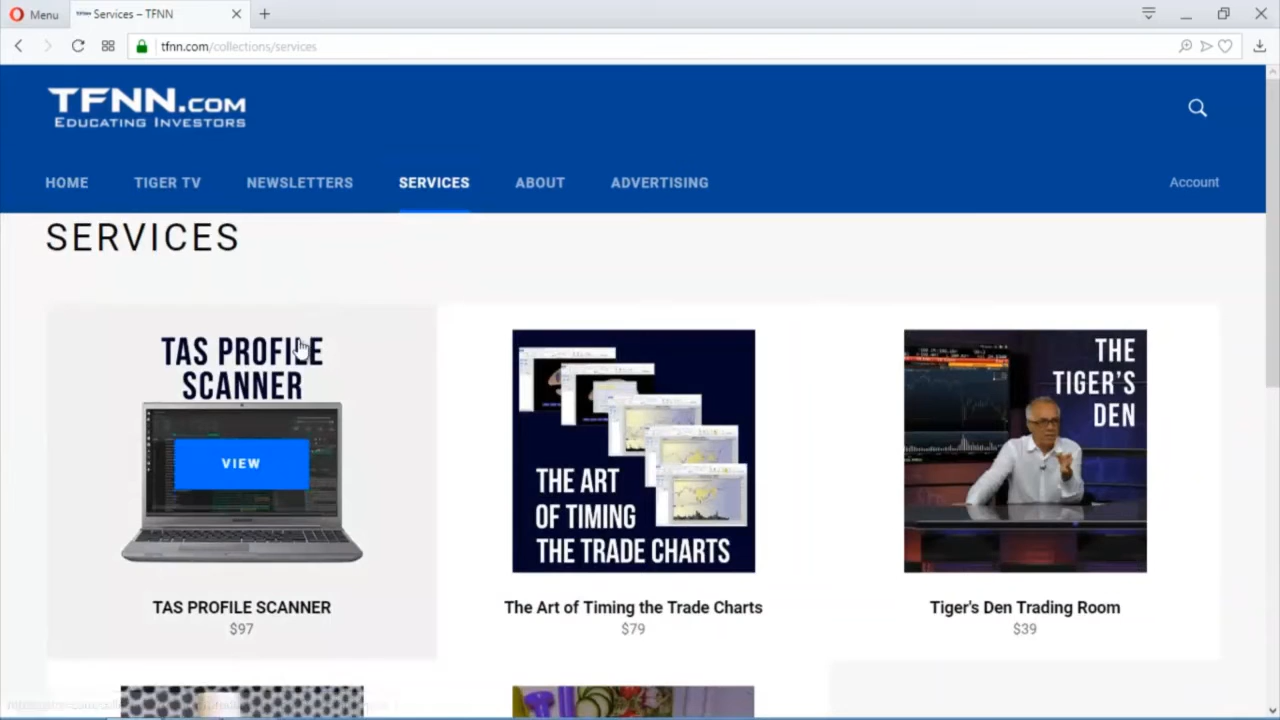 Menu
Services – TFNN
tfnn.com/collections/services
TFNN.COM
EDUCATING INVESTORS
HOME
TIGER TV
NEWSLETTERS
SERVICES
ABOUT
ADVERTISING
Account
SERVICES
TAS PROFILE
SCANNER
VIEW
TAS PROFILE SCANNER
$97
THE ART
OF TIMING
THE TRADE CHARTS
The Art of Timing the Trade Charts
$79
THE
TIGER'S
DEN
Tiger's Den Trading Room
$39